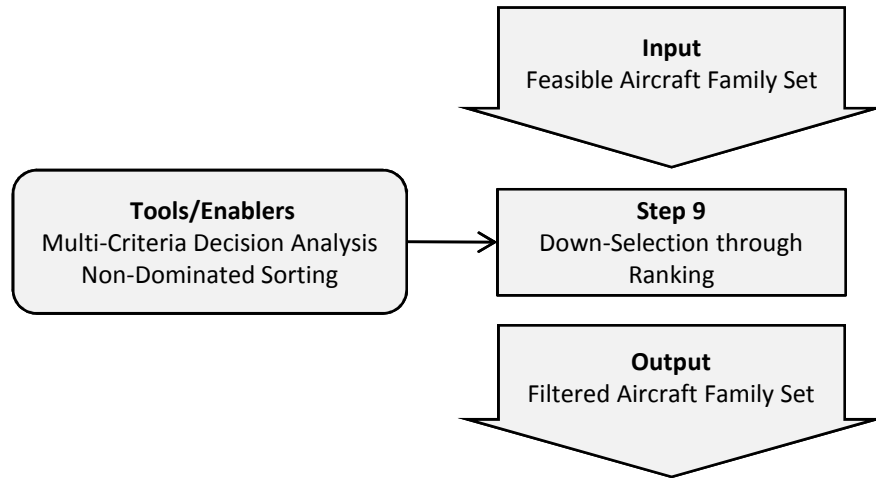 Input
Feasible Aircraft Family Set
Tools/Enablers
Multi-Criteria Decision Analysis
Non-Dominated Sorting
Step 9
Down-Selection through
Ranking
Output
Filtered Aircraft Family Set